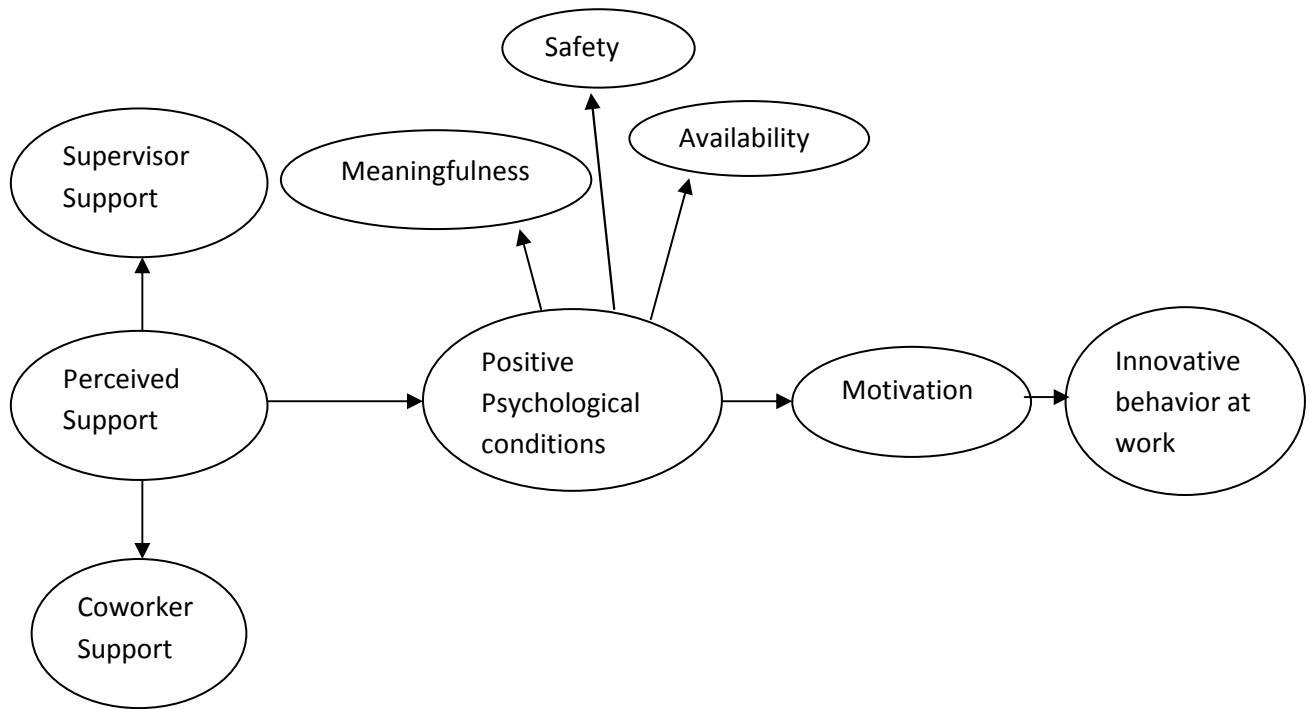 Safety
Availability
Meaningfulness
Supervisor
Support
Perceived
Support
Positive
Psychological
conditions
Motivation
Innovative
behavior at
work
Coworker
Support